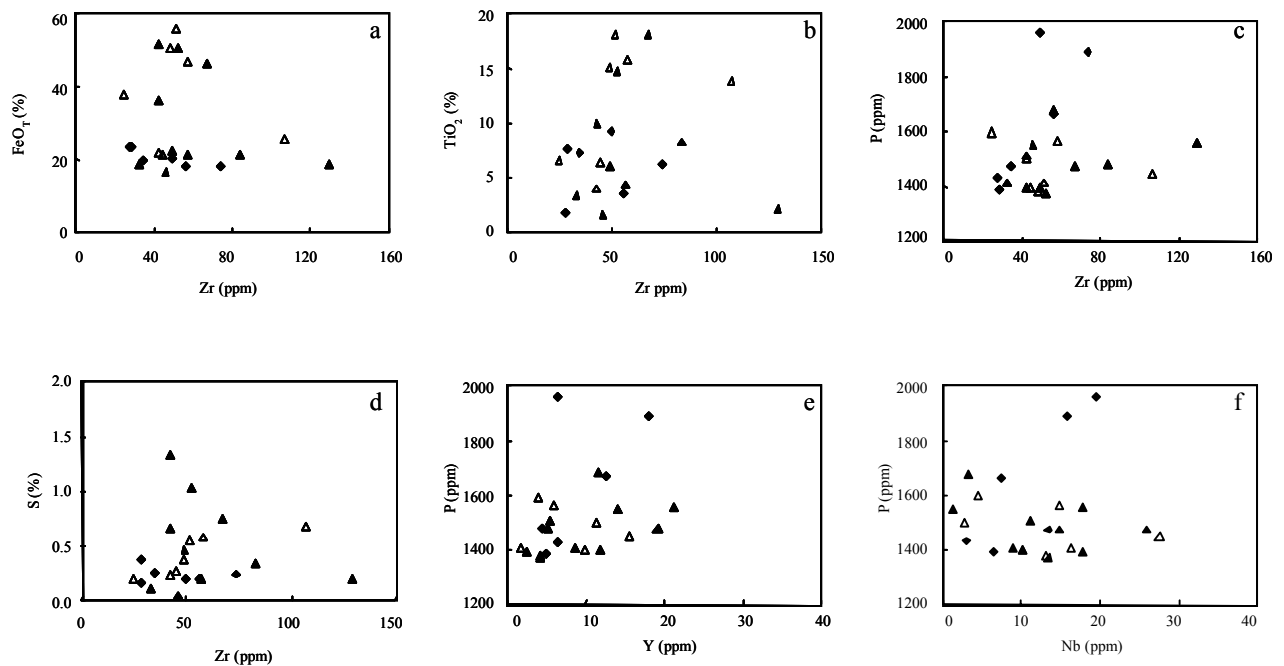 60
40
20
0
FeO_T (%)
a
0 40 80 120 160
Zr (ppm)
20
15
10
5
0
TiO₂ (%)
b
0 50 100 150
Zr ppm)
2000
1800
1600
1400
1200
P (ppm)
c
0 40 80 120 160
Zr (ppm)
2.0
1.5
1.0
0.5
0.0
S (%)
d
0 50 100 150
Zr (ppm)
2000
1800
1600
1400
1200
P (ppm)
e
0 10 20 30 40
Y (ppm)
2000
1800
1600
1400
1200
P (ppm)
f
0 10 20 30 40
Nb (ppm)